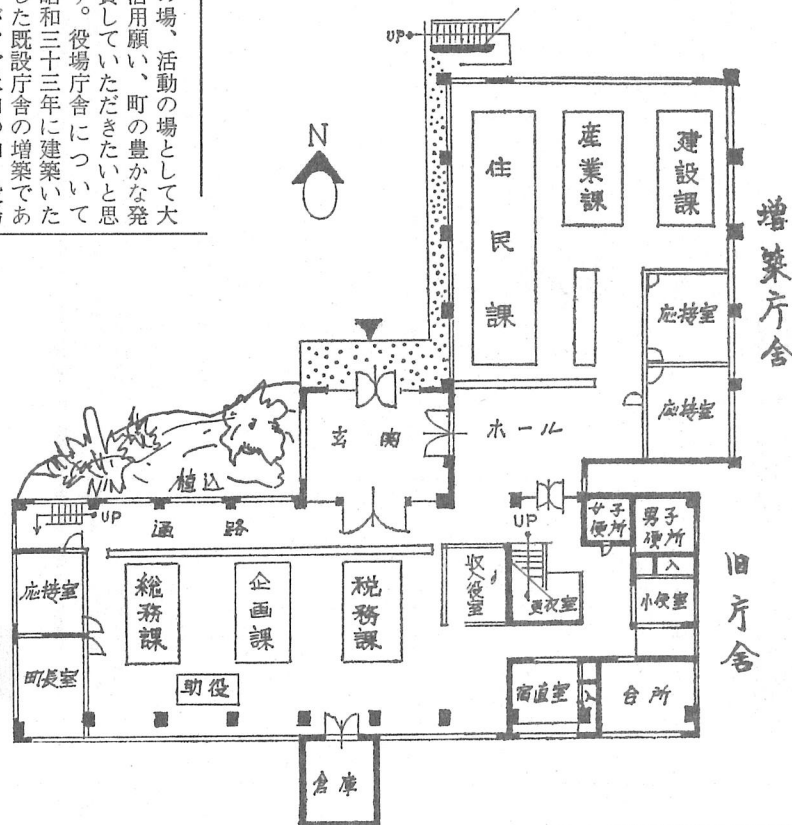 の場、活動の場として大
用願い、町の豊かな発
していただきたいと思
。役場庁舎について
昭和三十三年に建築いた
した既設庁舎の増築であ
N
UP
増築庁舎
住民課
産業課
建設課
応接室
応接室
玄関
ホール
植込
UP
通路
UP
女子便所
男子便所
入
小使室
旧庁舎
応接室
町長室
総務課
企画課
税務課
収入役室
更衣室
助役
宿直室
入
台所
倉庫